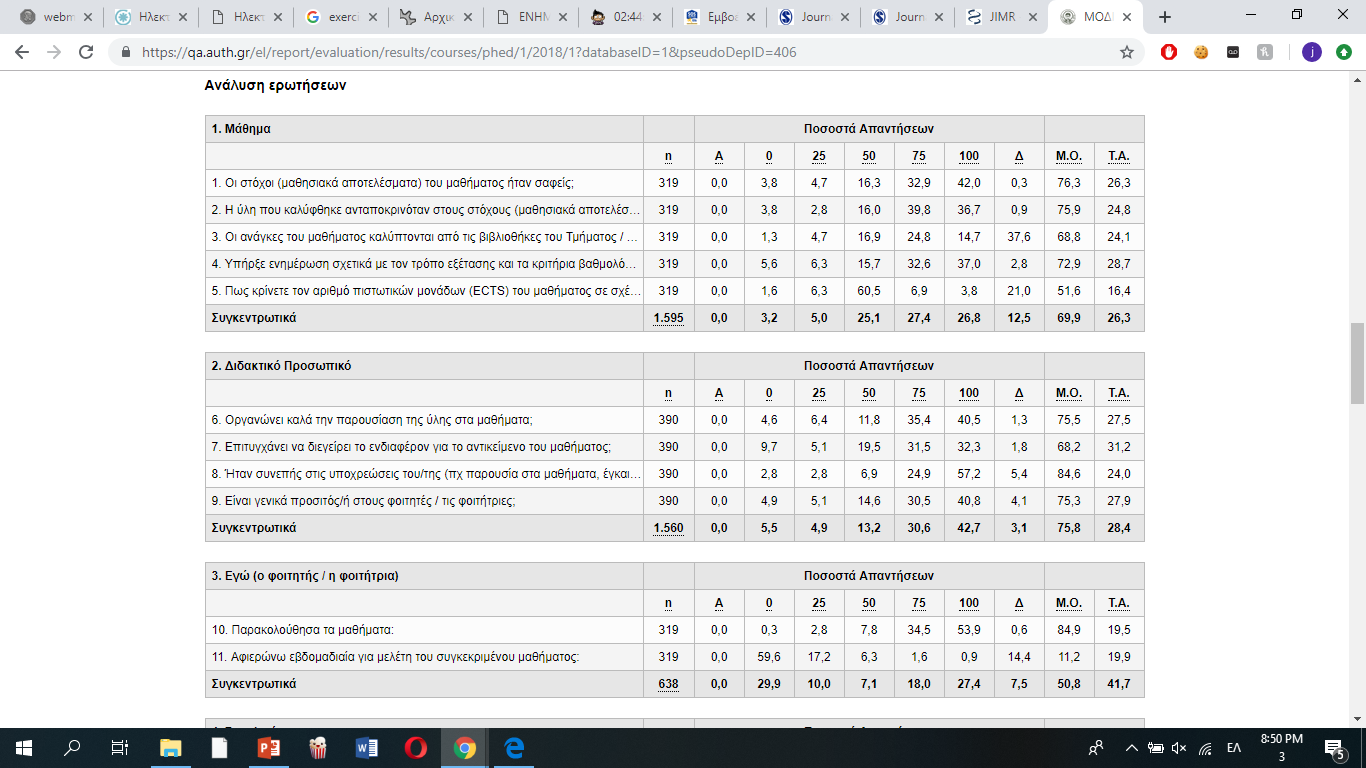 webm
Ηλεκτ
Ηλεκτ
exerci
Αρχικ
ΕΝΗΜ
02:44
Εμβοε
Journ
Journ
JIMR
ΜΟΔΙ
https://qa.auth.gr/el/report/evaluation/results/courses/phed/1/2018/1?databaseID=1&pseudoDepID=406
Ανάλυση ερωτήσεων
1. Μάθημα Ποσοστά Απαντήσεων
n Α 0 25 50 75 100 Δ Μ.Ο. Τ.Α.
1. Οι στόχοι (μαθησιακά αποτελέσματα) του μαθήματος ήταν σαφείς; 319 0,0 3,8 4,7 16,3 32,9 42,0 0,3 76,3 26,3
2. Η ύλη που καλύφθηκε ανταποκρινόταν στους στόχους (μαθησιακά αποτελέσ... 319 0,0 3,8 2,8 16,0 39,8 36,7 0,9 75,9 24,8
3. Οι ανάγκες του μαθήματος καλύπτονται από τις βιβλιοθήκες του Τμήματος / ... 319 0,0 1,3 4,7 16,9 24,8 14,7 37,6 68,8 24,1
4. Υπήρξε ενημέρωση σχετικά με τον τρόπο εξέτασης και τα κριτήρια βαθμολό... 319 0,0 5,6 6,3 15,7 32,6 37,0 2,8 72,9 28,7
5. Πως κρίνετε τον αριθμό πιστωτικών μονάδων (ECTS) του μαθήματος σε σχέ... 319 0,0 1,6 6,3 60,5 6,9 3,8 21,0 51,6 16,4
Συγκεντρωτικά 1.595 0,0 3,2 5,0 25,1 27,4 26,8 12,5 69,9 26,3
2. Διδακτικό Προσωπικό Ποσοστά Απαντήσεων
n Α 0 25 50 75 100 Δ Μ.Ο. Τ.Α.
6. Οργανώνει καλά την παρουσίαση της ύλης στα μαθήματα; 390 0,0 4,6 6,4 11,8 35,4 40,5 1,3 75,5 27,5
7. Επιτυγχάνει να διεγείρει το ενδιαφέρον για το αντικείμενο του μαθήματος; 390 0,0 9,7 5,1 19,5 31,5 32,3 1,8 68,2 31,2
8. Ήταν συνεπής στις υποχρεώσεις του/της (πχ παρουσία στα μαθήματα, έγκαι... 390 0,0 2,8 2,8 6,9 24,9 57,2 5,4 84,6 24,0
9. Είναι γενικά προσιτός/ή στους φοιτητές / τις φοιτήτριες; 390 0,0 4,9 5,1 14,6 30,5 40,8 4,1 75,3 27,9
Συγκεντρωτικά 1.560 0,0 5,5 4,9 13,2 30,6 42,7 3,1 75,8 28,4
3. Εγώ (ο φοιτητής / η φοιτήτρια) Ποσοστά Απαντήσεων
n Α 0 25 50 75 100 Δ Μ.Ο. Τ.Α.
10. Παρακολούθησα τα μαθήματα: 319 0,0 0,3 2,8 7,8 34,5 53,9 0,6 84,9 19,5
11. Αφιερώνω εβδομαδιαία για μελέτη του συγκεκριμένου μαθήματος: 319 0,0 59,6 17,2 6,3 1,6 0,9 14,4 11,2 19,9
Συγκεντρωτικά 638 0,0 29,9 10,0 7,1 18,0 27,4 7,5 50,8 41,7
ΕΛ
8:50 PM
3
5